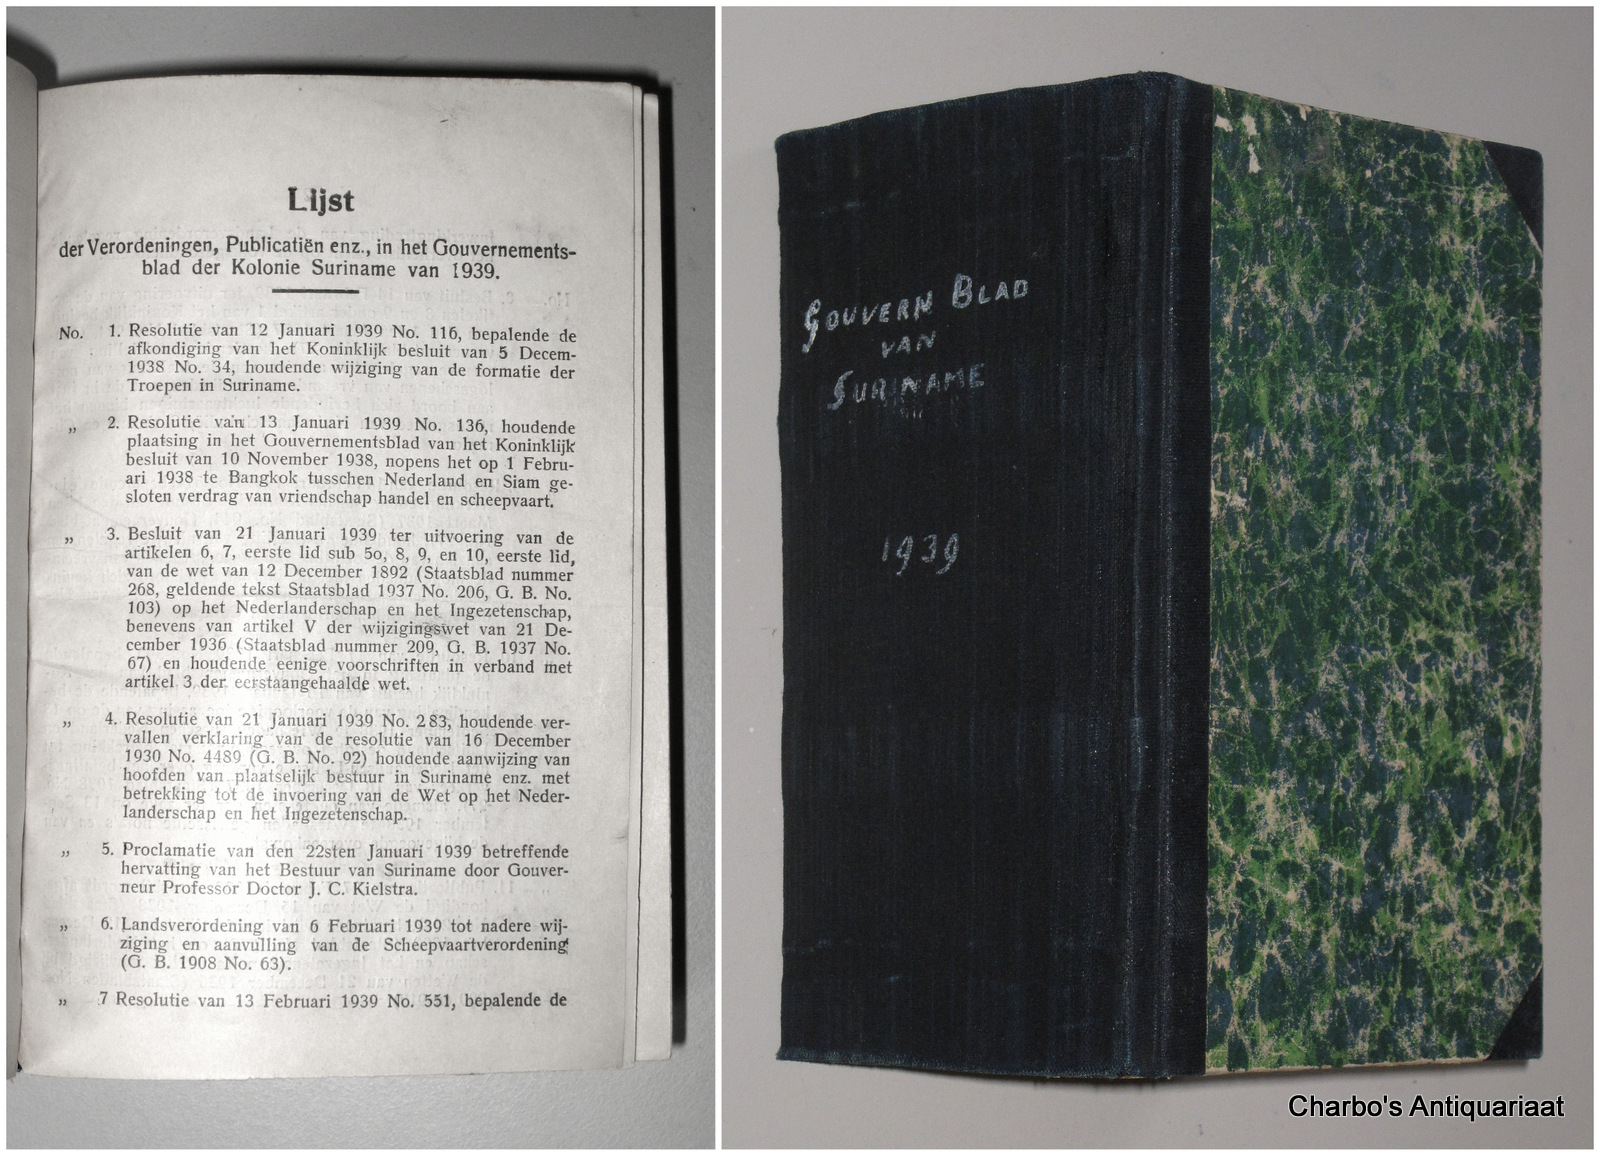 Lijst
der Verordeningen, Publicatiën enz., in het Gouvernements-
blad der Kolonie Suriname van 1939.
No. 1. Resolutie van 12 Januari 1939 No. 116, bepalende de
afkondiging van het Koninklijk besluit van 5 Decem-
1938 No. 34, houdende wijziging van de formatie der
Troepen in Suriname.
„ 2. Resolutie van 13 Januari 1939 No. 136, houdende
plaatsing in het Gouvernementsblad van het Koninklijk
besluit van 10 November 1938, nopens het op 1 Febru-
ari 1938 te Bangkok tusschen Nederland en Siam ge-
sloten verdrag van vriendschap handel en scheepvaart.
„ 3. Besluit van 21 Januari 1939 ter uitvoering van de
artikelen 6, 7, eerste lid sub 5o, 8, 9, en 10, eerste lid,
van de wet van 12 December 1892 (Staatsblad nummer
268, geldende tekst Staatsblad 1937 No. 206, G. B. No.
103) op het Nederlanderschap en het Ingezetenschap,
benevens van artikel V der wijzigingswet van 21 De-
cember 1936 (Staatsblad nummer 209, G. B. 1937 No.
67) en houdende eenige voorschriften in verband met
artikel 3 der eerstaangehaalde wet.
„ 4. Resolutie van 21 Januari 1939 No. 283, houdende ver-
vallen verklaring van de resolutie van 16 December
1930 No. 4489 (G. B. No. 92) houdende aanwijzing van
hoofden van plaatselijk bestuur in Suriname enz. met
betrekking tot de invoering van de Wet op het Neder-
landerschap en het Ingezetenschap.
„ 5. Proclamatie van den 22sten Januari 1939 betreffende
hervatting van het Bestuur van Suriname door Gouver-
neur Professor Doctor J. C. Kielstra.
„ 6. Landsverordening van 6 Februari 1939 tot nadere wij-
ziging en aanvulling van de Scheepvaartverordening
(G. B. 1908 No. 63).
„ 7 Resolutie van 13 Februari 1939 No. 551, bepalende de
GOUVERN BLAD
VAN
SURINAME
1939
Charbo's Antiquariaat